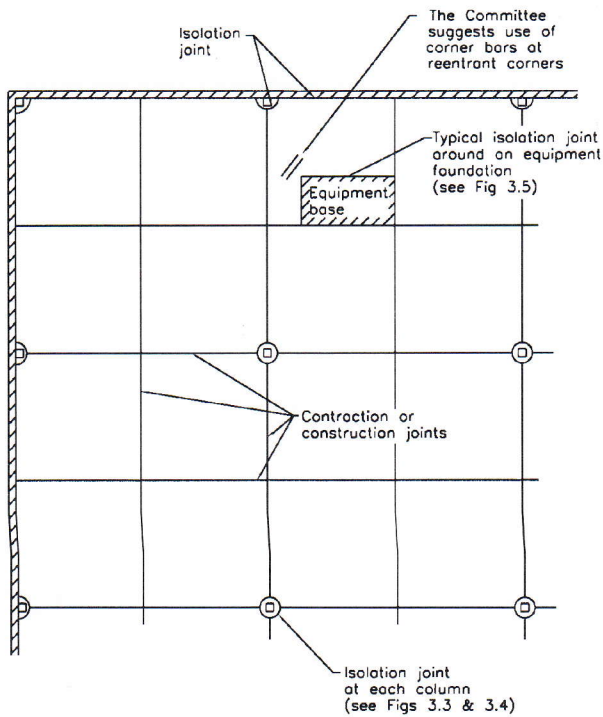 Isolation
joint
The Committee
suggests use of
corner bars at
reentrant corners
Typical isolation joint
around an equipment
foundation
(see Fig 3.5)
Equipment
base
Contraction or
construction joints
Isolation joint
at each column
(see Figs 3.3 & 3.4)